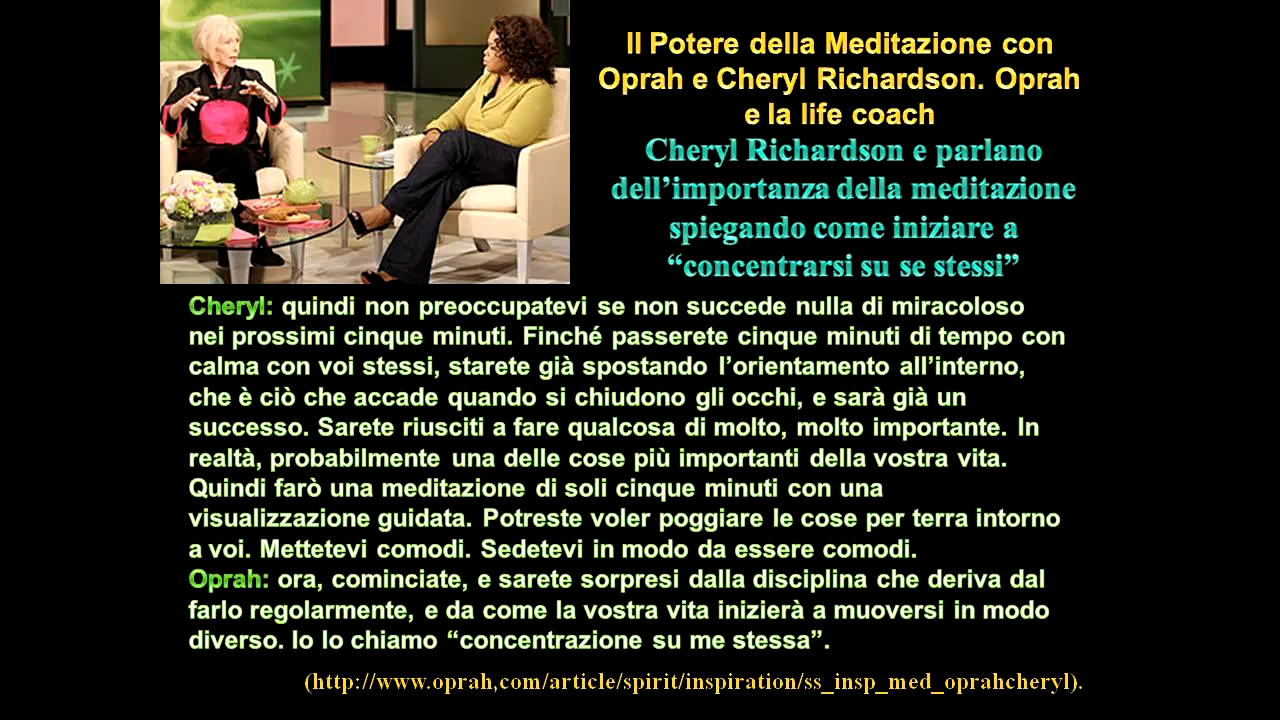 Il Potere della Meditazione con
Oprah e Cheryl Richardson. Oprah
e la life coach
Cheryl Richardson e parlano
dell’importanza della meditazione
spiegando come iniziare a
“concentrarsi su se stessi”
Cheryl: quindi non preoccupatevi se non succede nulla di miracoloso
nei prossimi cinque minuti. Finché passerete cinque minuti di tempo con
calma con voi stessi, starete già spostando l’orientamento all’interno,
che è ciò che accade quando si chiudono gli occhi, e sarà già un
successo. Sarete riusciti a fare qualcosa di molto, molto importante. In
realtà, probabilmente una delle cose più importanti della vostra vita.
Quindi farò una meditazione di soli cinque minuti con una
visualizzazione guidata. Potreste voler poggiare le cose per terra intorno
a voi. Mettetevi comodi. Sedetevi in modo da essere comodi.
Oprah: ora, cominciate, e sarete sorpresi dalla disciplina che deriva dal
farlo regolarmente, e da come la vostra vita inizierà a muoversi in modo
diverso. Io lo chiamo “concentrazione su me stessa”.
(http://www.oprah,com/article/spirit/inspiration/ss_insp_med_oprahcheryl).